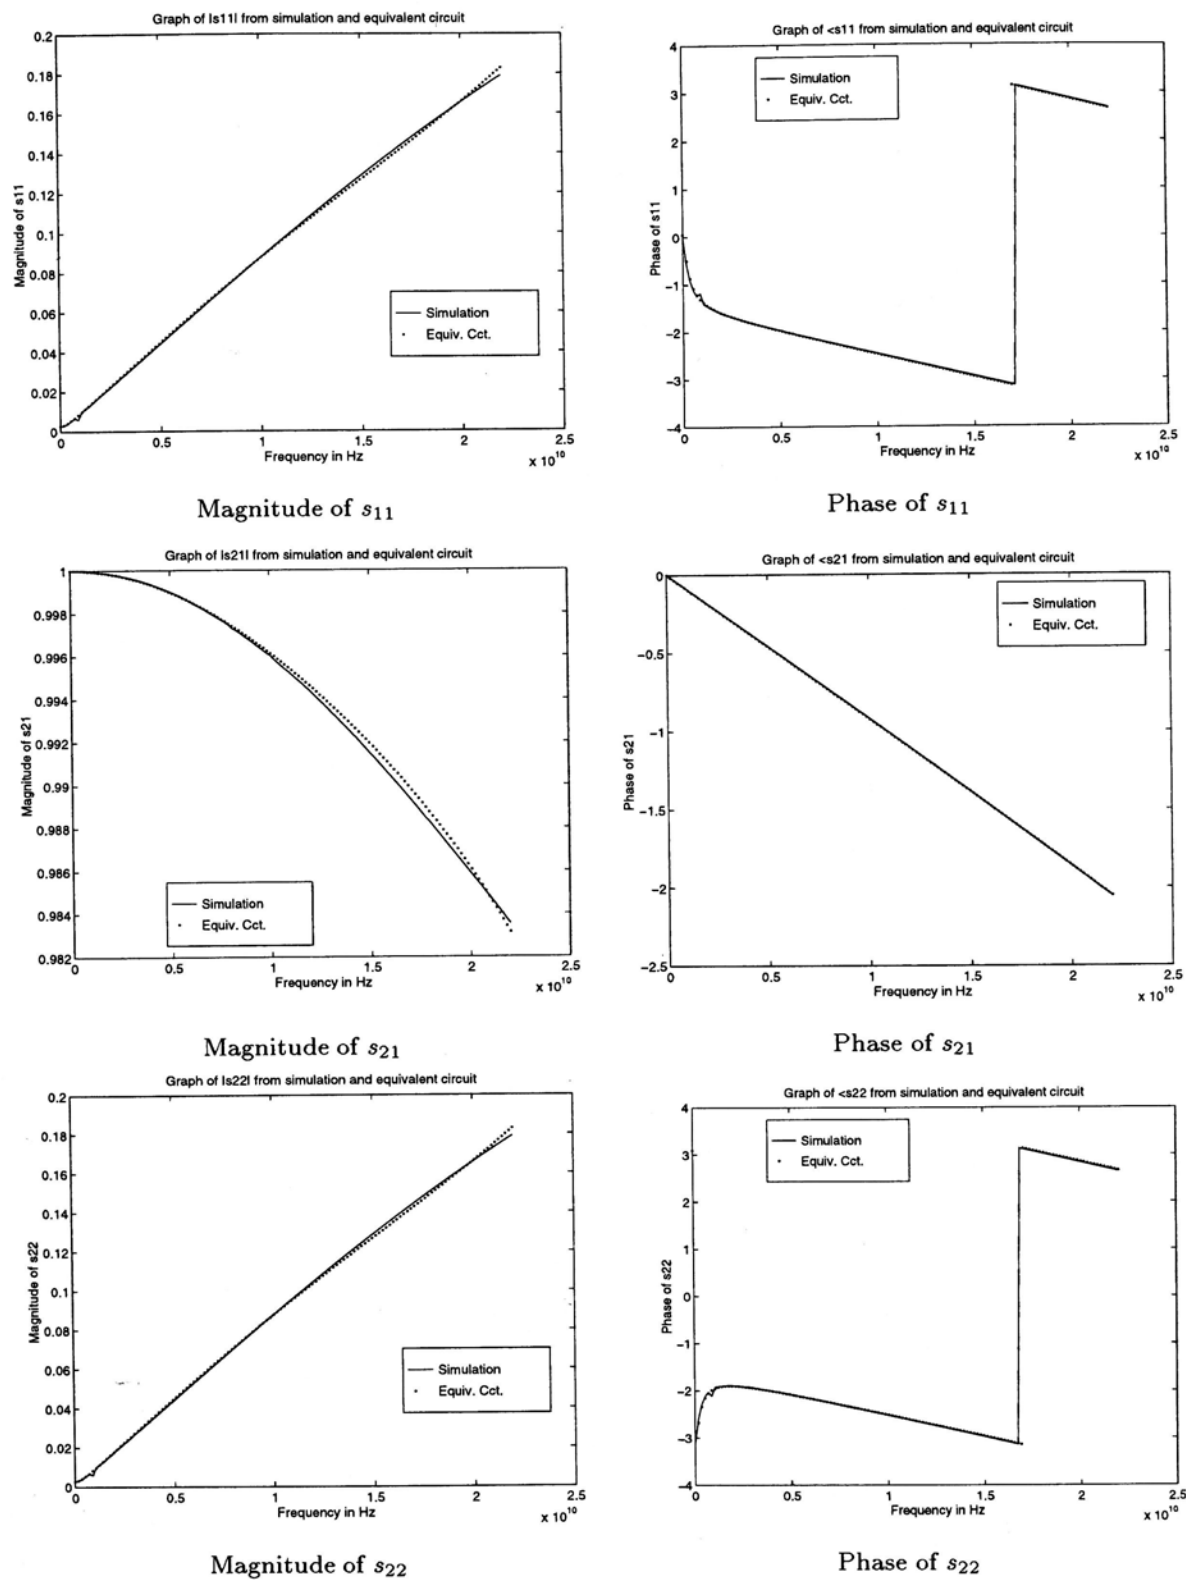 Graph of |s11| from simulation and equivalent circuit
0.2
0.18
0.16
0.14
0.12
0.1
0.08
0.06
0.04
0.02
0
Magnitude of s11
Simulation
Equiv. Cct.
0 0.5 1 1.5 2 2.5
Frequency in Hz
x 10^10
Magnitude of s11
Graph of <s11 from simulation and equivalent circuit
4
3
2
1
0
-1
-2
-3
-4
Phase of s11
Simulation
Equiv. Cct.
0 0.5 1 1.5 2 2.5
Frequency in Hz
x 10^10
Phase of s11
Graph of |s21| from simulation and equivalent circuit
1
0.998
0.996
0.994
0.992
0.99
0.988
0.986
0.984
0.982
Magnitude of s21
Simulation
Equiv. Cct.
0 0.5 1 1.5 2 2.5
Frequency in Hz
x 10^10
Magnitude of s21
Graph of <s21 from simulation and equivalent circuit
0
-0.5
-1
-1.5
-2
-2.5
Phase of s21
Simulation
Equiv. Cct.
0 0.5 1 1.5 2 2.5
Frequency in Hz
x 10^10
Phase of s21
Graph of |s22| from simulation and equivalent circuit
0.2
0.18
0.16
0.14
0.12
0.1
0.08
0.06
0.04
0.02
0
Magnitude of s22
Simulation
Equiv. Cct.
0 0.5 1 1.5 2 2.5
Frequency in Hz
x 10^10
Magnitude of s22
Graph of <s22 from simulation and equivalent circuit
4
3
2
1
0
-1
-2
-3
-4
Phase of s22
Simulation
Equiv. Cct.
0 0.5 1 1.5 2 2.5
Frequency in Hz
x 10^10
Phase of s22